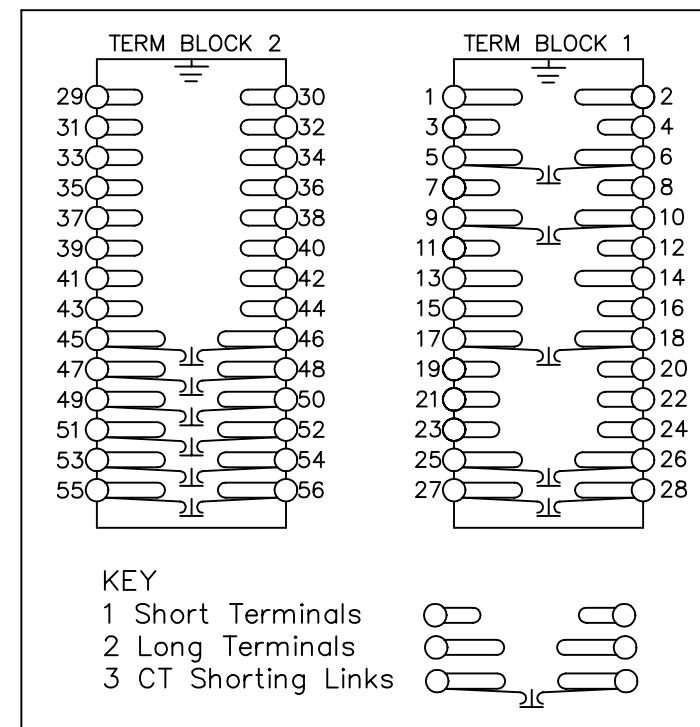 TERM BLOCK 2 TERM BLOCK 1
29 30 1 2
31 32 3 4
33 34 5 6
35 36 7 8
37 38 9 10
39 40 11 12
41 42 13 14
43 44 15 16
45 46 17 18
47 48 19 20
49 50 21 22
51 52 23 24
53 54 25 26
55 56 27 28
KEY
1 Short Terminals
2 Long Terminals
3 CT Shorting Links